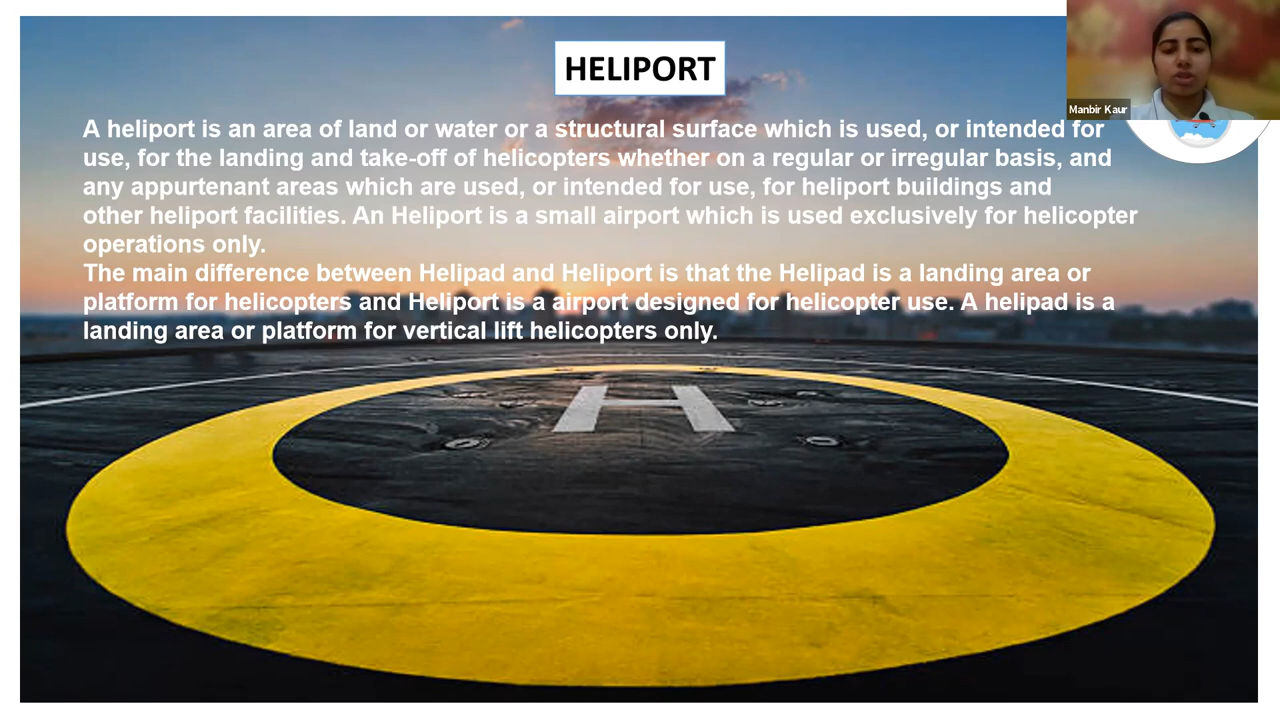 HELIPORT
Manbir Kaur
A heliport is an area of land or water or a structural surface which is used, or intended for
use, for the landing and take-off of helicopters whether on a regular or irregular basis, and
any appurtenant areas which are used, or intended for use, for heliport buildings and
other heliport facilities. An Heliport is a small airport which is used exclusively for helicopter
operations only.
The main difference between Helipad and Heliport is that the Helipad is a landing area or
platform for helicopters and Heliport is a airport designed for helicopter use. A helipad is a
landing area or platform for vertical lift helicopters only.
H